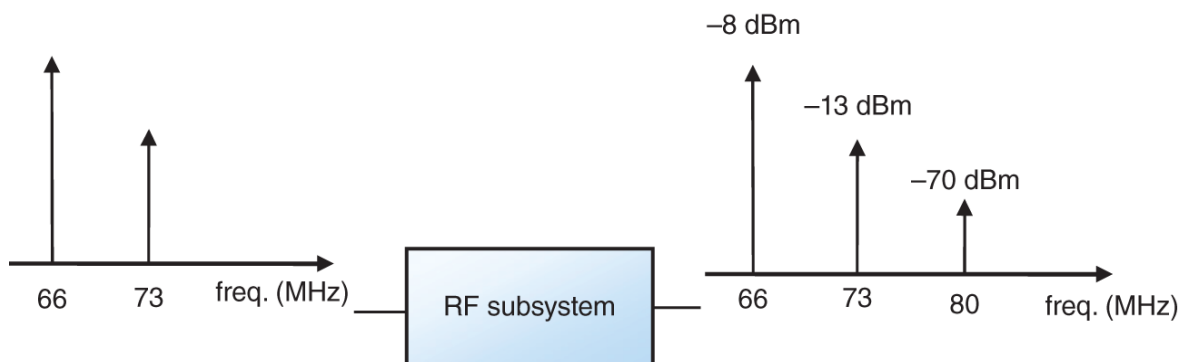 –8 dBm
–13 dBm
–70 dBm
66 73 freq. (MHz)
RF subsystem
66 73 80 freq. (MHz)